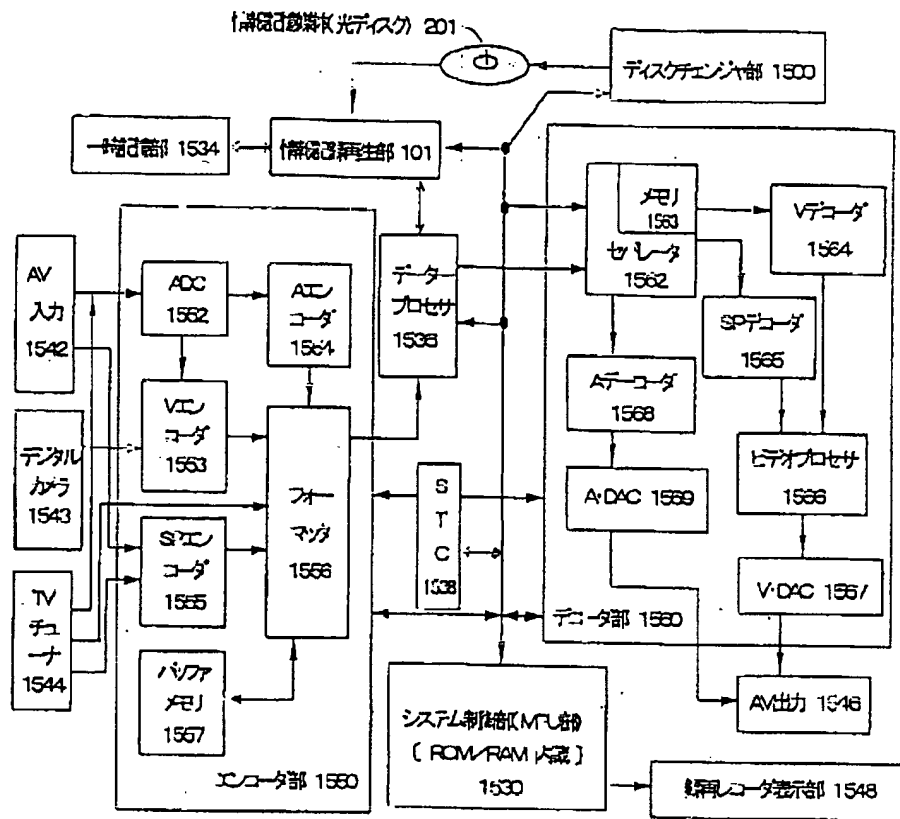 情報記憶媒体(光ディスク) 201
ディスクチェンジャ部 1500
一時記憶部 1534
情報記録再生部 101
AV
入力
1542
デジタル
カメラ
1543
TV
チュ
ーナ
1544
ADC
1552
Aエン
コーダ
1554
Vエン
コーダ
1553
SPエン
コーダ
1555
フォー
マッタ
1556
バッファ
メモリ
1557
エンコーダ部 1550
データー
プロセサ
1536
S
T
C
1538
メモリ
1563
セパレータ
1562
Vデコーダ
1564
SPデコーダ
1565
Aデーコーダ
1568
ビデオプロセサ
1566
A・DAC 1569
V・DAC 1567
デコーダ部 1560
AV出力 1546
システム制御部(MPU部)
[ ROM/RAM 内蔵 ]
1530
録再レコーダ表示部 1548